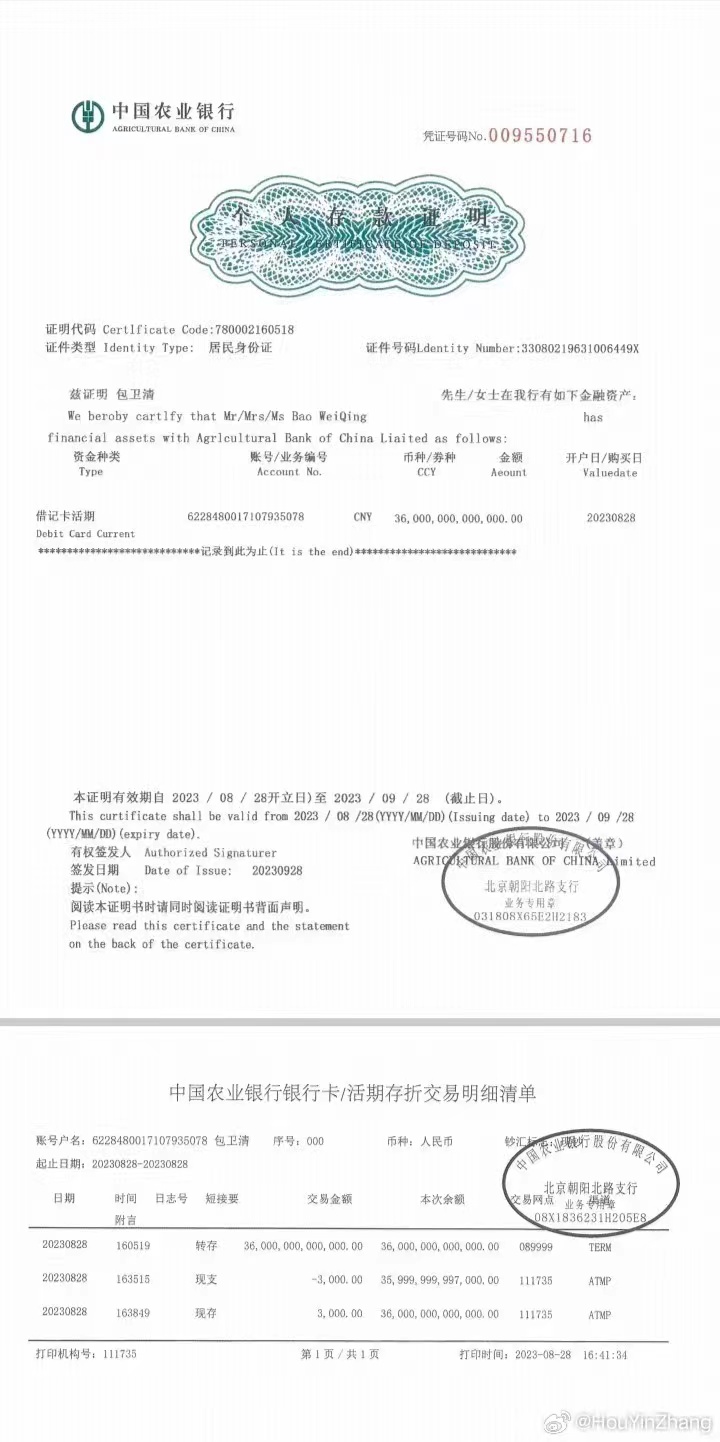 中国农业银行
AGRICULTURAL BANK OF CHINA
凭证号码No.009550716
个人存款证明
PERSONAL CERTIFICATE OF DEPOSIT
证明代码 Certlficate Code:780002160518
证件类型 Identity Type: 居民身份证 证件号码Ldentity Number:33080219631006449X
兹证明 包卫清 先生/女士在我行有如下金融资产:
We beroby cartlfy that Mr/Mrs/Ms Bao WeiQing has
financial assets with Agrlcultural Bank of China Liaited as follows:
资金种类 账号/业务编号 币种/券种 金额 开户日/购买日
Type Account No. CCY Aeount Valuedate
借记卡活期 6228480017107935078 CNY 36,000,000,000,000.00 20230828
Debit Card Current
****************************记录到此为止(It is the end)****************************
本证明有效期自 2023 / 08 / 28开立日)至 2023 / 09 / 28 (截止日)。
This curtificate shall be valid from 2023 / 08 /28(YYYY/MM/DD)(Issuing date) to 2023 / 09 /28
(YYYY/MM/DD)(expiry date).
有权签发人 Authorized Signaturer
签发日期 Date of Issue: 20230928
提示(Note):
阅读本证明书时请同时阅读证明书背面声明。
Please read this certificate and the statement
on the back of the certificate.
中国农业银行股份有限公司 (盖章)
AGRICULTURAL BANK OF CHINA Limited
中国农业银行股份有限公司
北京朝阳北路支行
业务专用章
031808X65E2H2183
中国农业银行银行卡/活期存折交易明细清单
账号户名: 6228480017107935078 包卫清 序号: 000 币种: 人民币 钞汇标志: 现钞
起止日期: 20230828-20230828
日期 时间 日志号 短接要 交易金额 本次余额 交易网点 渠道
附言
20230828 160519 转存 36,000,000,000,000.00 36,000,000,000,000.00 089999 TERM
20230828 163515 现支 -3,000.00 35,999,999,997,000.00 111735 ATMP
20230828 163849 现存 3,000.00 36,000,000,000,000.00 111735 ATMP
打印机构号: 111735 第 1 页 / 共 1 页 打印时间: 2023-08-28 16:41:34
中国农业银行股份有限公司
北京朝阳北路支行
业务专用章
08X1836231H205E8
@HouYinZhang